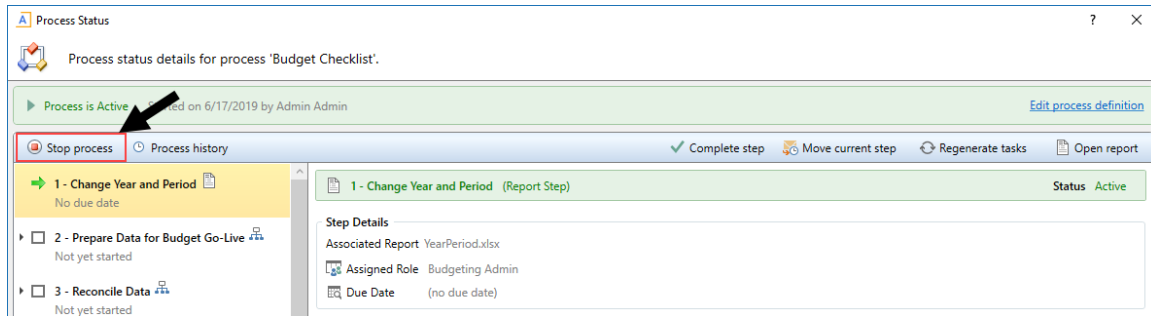 Process Status
?
Process status details for process 'Budget Checklist'.
Process is Active
on 6/17/2019 by Admin Admin
Edit process definition
Stop process
Process history
Complete step
Move current step
Regenerate tasks
Open report
1 - Change Year and Period
No due date
2 - Prepare Data for Budget Go-Live
Not yet started
3 - Reconcile Data
Not yet started
1 - Change Year and Period (Report Step)
Status Active
Step Details
Associated Report YearPeriod.xlsx
Assigned Role Budgeting Admin
Due Date (no due date)